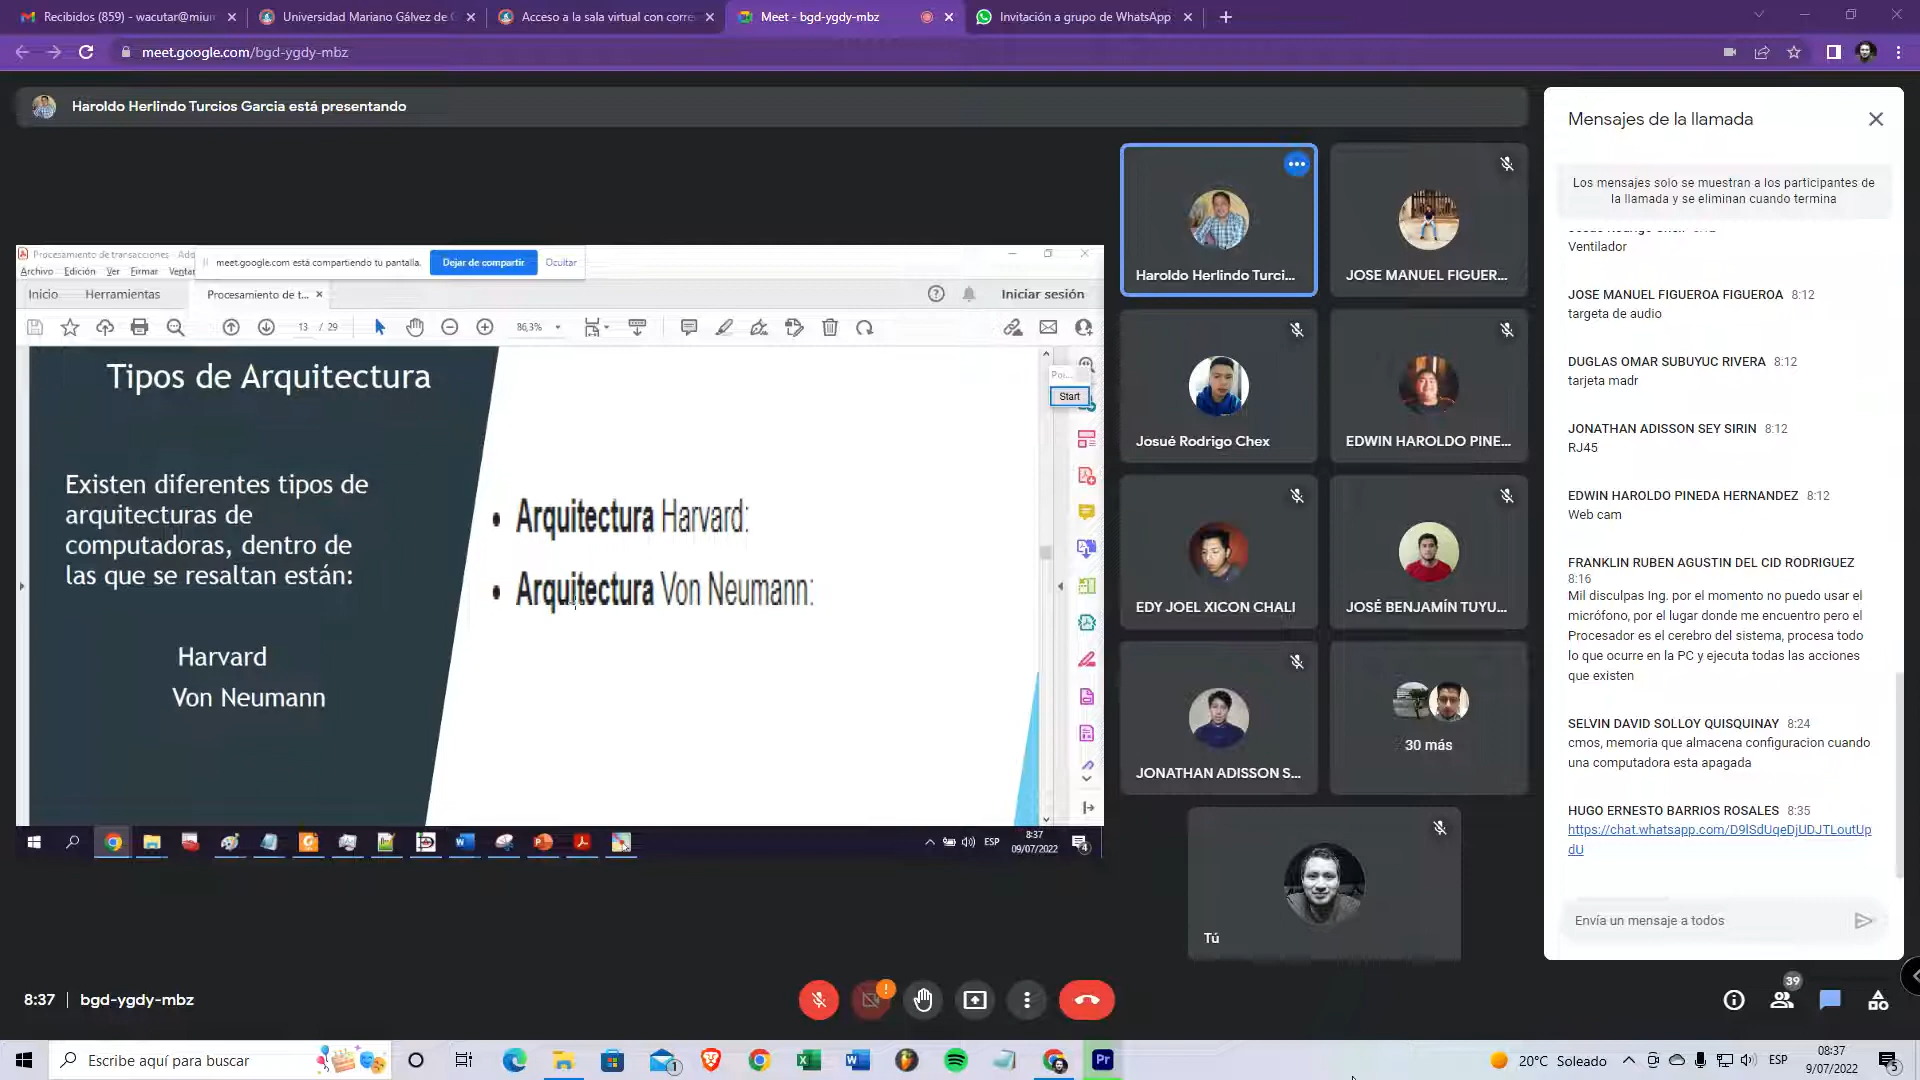 Recibidos (859) - wacutar@miun
Universidad Mariano Gálvez de G
Acceso a la sala virtual con corre
Meet - bgd-ygdy-mbz
Invitación a grupo de WhatsApp
meet.google.com/bgd-ygdy-mbz
Haroldo Herlindo Turcios Garcia está presentando
Procesamiento de transacciones - Ado
meet.google.com está compartiendo tu pantalla.
Dejar de compartir
Ocultar
Archivo Edición Ver Firmar Ventan
Inicio
Herramientas
Procesamiento de t...
Iniciar sesión
13 / 29
86,3%
Start
Tipos de Arquitectura
Existen diferentes tipos de
arquitecturas de
computadoras, dentro de
las que se resaltan están:
Harvard
Von Neumann
• Arquitectura Harvard:
• Arquitectura Von Neumann:
ESP
8:37
09/07/2022
4
Haroldo Herlindo Turci...
JOSE MANUEL FIGUER...
Josué Rodrigo Chex
EDWIN HAROLDO PINE...
EDY JOEL XICON CHALI
JOSÉ BENJAMÍN TUYU...
JONATHAN ADISSON S...
30 más
Tú
Mensajes de la llamada
Los mensajes solo se muestran a los participantes de
la llamada y se eliminan cuando termina
Ventilador
JOSE MANUEL FIGUEROA FIGUEROA 8:12
targeta de audio
DUGLAS OMAR SUBUYUC RIVERA 8:12
tarjeta madr
JONATHAN ADISSON SEY SIRIN 8:12
RJ45
EDWIN HAROLDO PINEDA HERNANDEZ 8:12
Web cam
FRANKLIN RUBEN AGUSTIN DEL CID RODRIGUEZ
8:16
Mil disculpas Ing. por el momento no puedo usar el
micrófono, por el lugar donde me encuentro pero el
Procesador es el cerebro del sistema, procesa todo
lo que ocurre en la PC y ejecuta todas las acciones
que existen
SELVIN DAVID SOLLOY QUISQUINAY 8:24
cmos, memoria que almacena configuracion cuando
una computadora esta apagada
HUGO ERNESTO BARRIOS ROSALES 8:35
https://chat.whatsapp.com/D9lSdUqeDjUDJTLoutUp
dU
Envía un mensaje a todos
8:37 | bgd-ygdy-mbz
39
Escribe aquí para buscar
1
Pr
20°C Soleado
ESP
08:37
9/07/2022
5